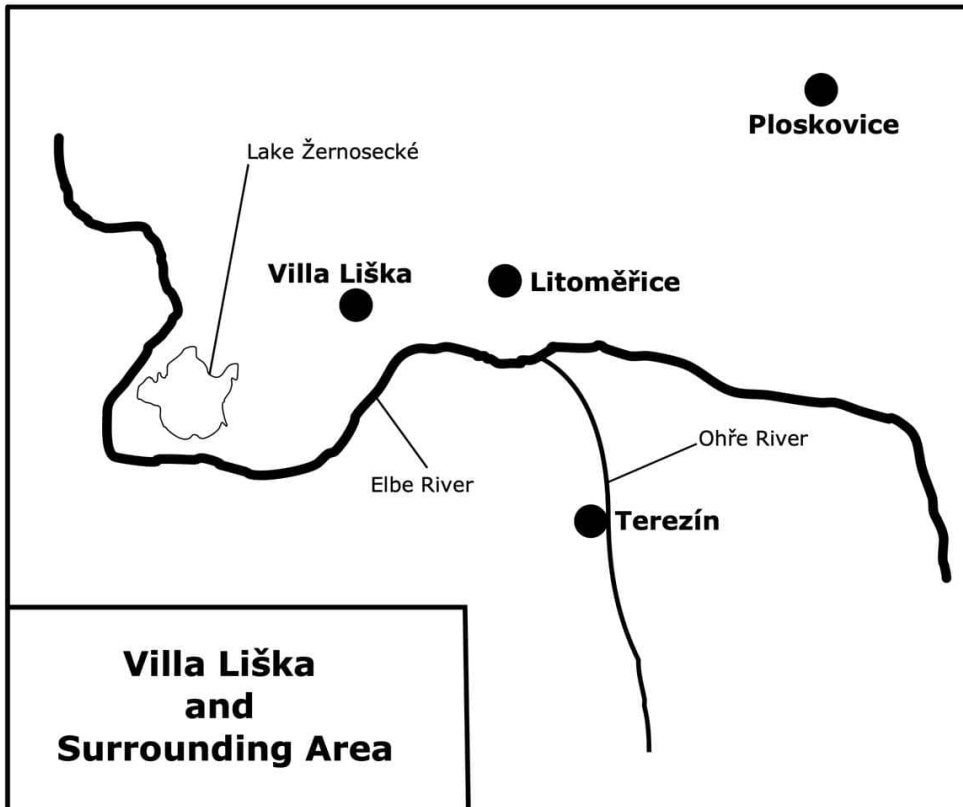 Ploskovice
Lake Žernosecké
Villa Liška
Litoměřice
Ohře River
Elbe River
Terezín
Villa Liška
and
Surrounding Area